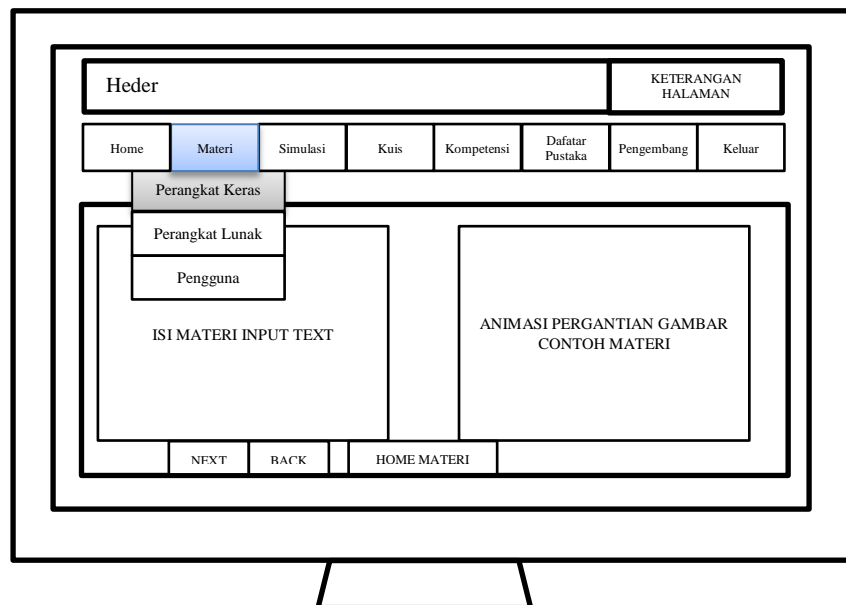 Heder
KETERANGAN
HALAMAN
Home
Materi
Simulasi
Kuis
Kompetensi
Dafatar
Pustaka
Pengembang
Keluar
Perangkat Keras
Perangkat Lunak
Pengguna
ISI MATERI INPUT TEXT
ANIMASI PERGANTIAN GAMBAR
CONTOH MATERI
NEXT
BACK
HOME MATERI